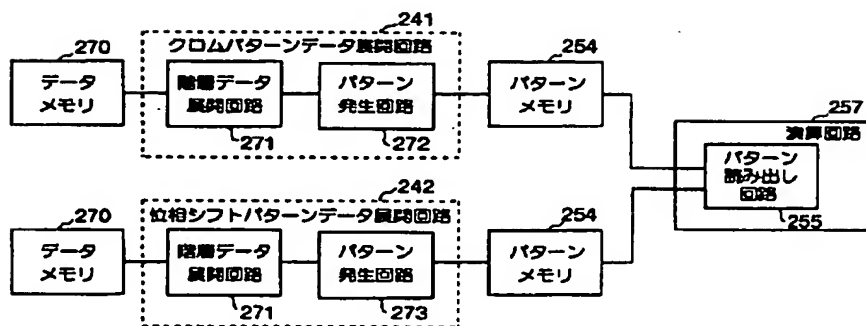 241
270
クロムパターンデータ展開回路
254
データ
メモリ
階層データ
展開回路
パターン
発生回路
パターン
メモリ
271
272
257
演算回路
パターン
読み出し
回路
255
242
270
位相シフトパターンデータ展開回路
254
データ
メモリ
階層データ
展開回路
パターン
発生回路
パターン
メモリ
271
273